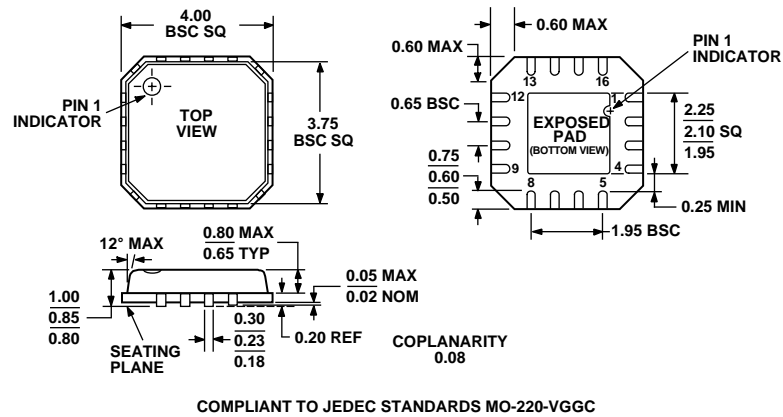 4.00
BSC SQ
PIN 1
INDICATOR
TOP
VIEW
3.75
BSC SQ
0.60 MAX
0.60 MAX
PIN 1
INDICATOR
13
16
12
1
0.65 BSC
EXPOSED
PAD
(BOTTOM VIEW)
2.25
2.10 SQ
1.95
9
4
8
5
0.75
0.60
0.50
0.25 MIN
1.95 BSC
12° MAX
0.80 MAX
0.65 TYP
1.00
0.85
0.80
0.05 MAX
0.02 NOM
SEATING
PLANE
0.30
0.23
0.18
0.20 REF
COPLANARITY
0.08
COMPLIANT TO JEDEC STANDARDS MO-220-VGGC